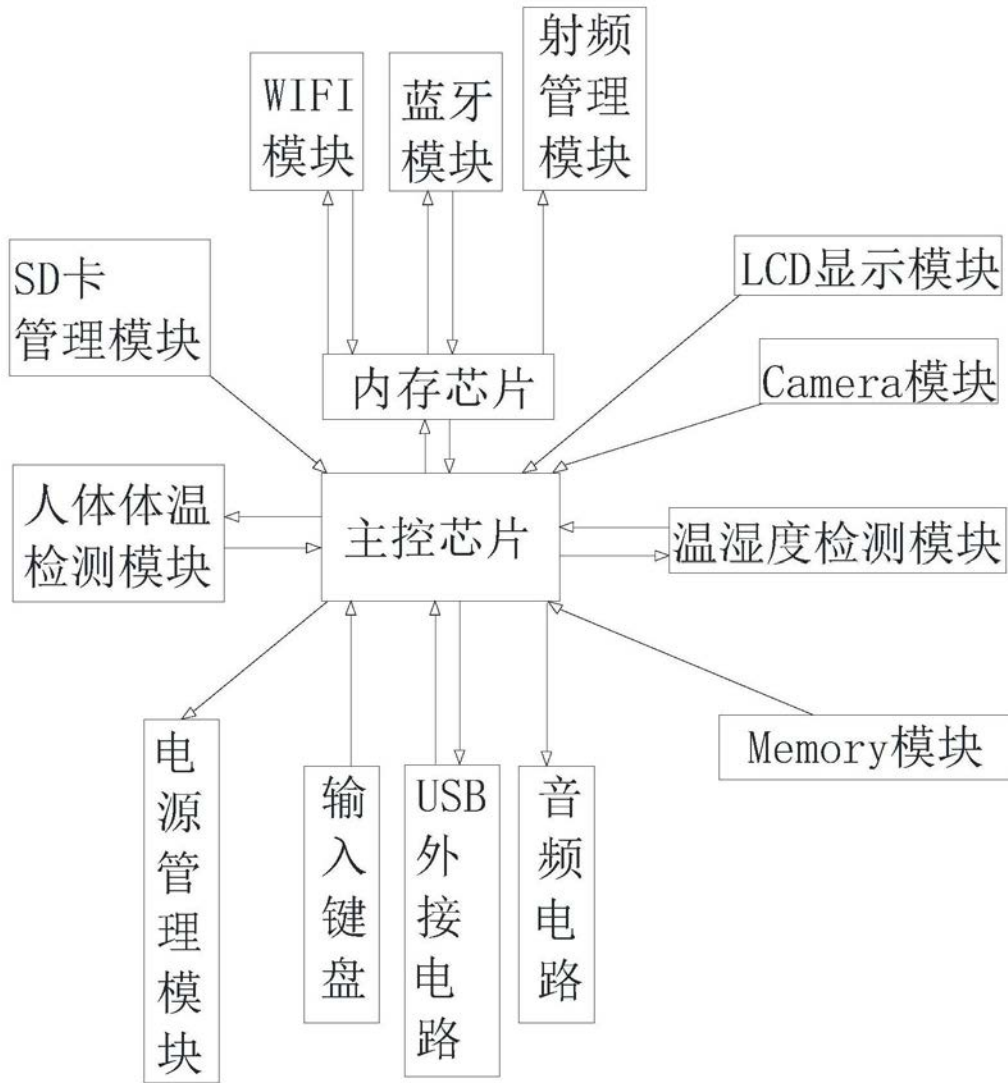 WIFI
模块
蓝牙
模块
射频
管理
模块
SD卡
管理模块
LCD显示模块
内存芯片
Camera模块
人体体温
检测模块
主控芯片
温湿度检测模块
电源管理模块
输入键盘
USB
外接电路
音频电路
Memory模块